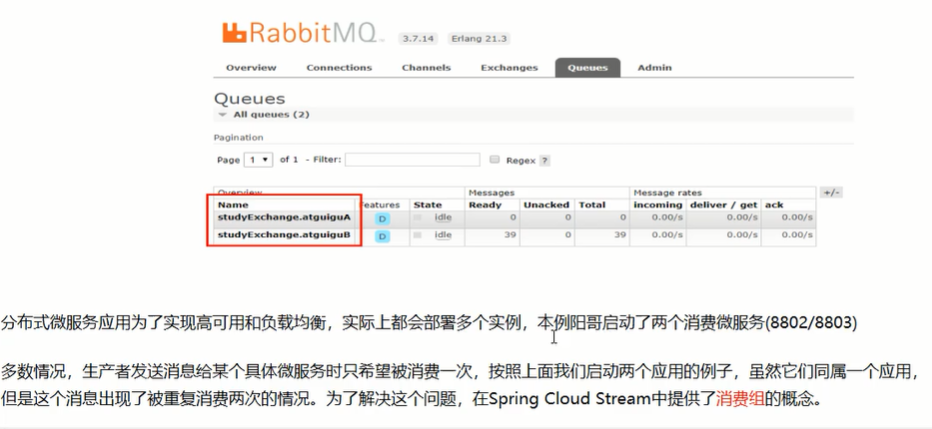 RabbitMQ 3.7.14 Erlang 21.3
Overview Connections Channels Exchanges Queues Admin
Queues
All queues (2)
Pagination
Page 1 of 1 - Filter: Regex ?
Overview Messages Message rates +/-
Name Features State Ready Unacked Total incoming deliver / get ack
studyExchange.atguiguA D idle 0 0 0 0.00/s 0.00/s 0.00/s
studyExchange.atguiguB D idle 39 0 39 0.00/s 0.00/s 0.00/s
分布式微服务应用为了实现高可用和负载均衡，实际上都会部署多个实例，本例阳哥启动了两个消费微服务(8802/8803)
多数情况，生产者发送消息给某个具体微服务时只希望被消费一次，按照上面我们启动两个应用的例子，虽然它们同属一个应用，
但是这个消息出现了被重复消费两次的情况。为了解决这个问题，在Spring Cloud Stream中提供了消费组的概念。